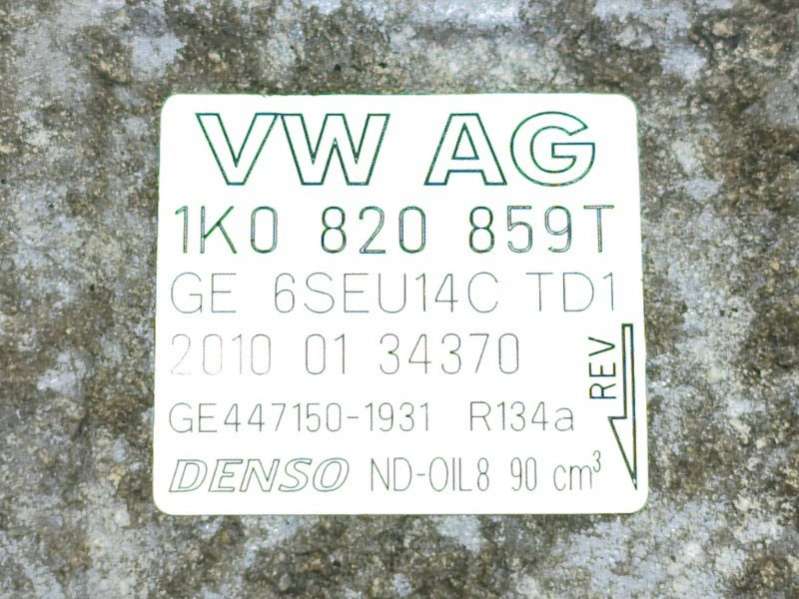 VW AG
1K0 820 859T
GE 6SEU14C TD1
2010 01 34370
REV
GE447150-1931 R134a
DENSO ND-OIL8 90 cm³